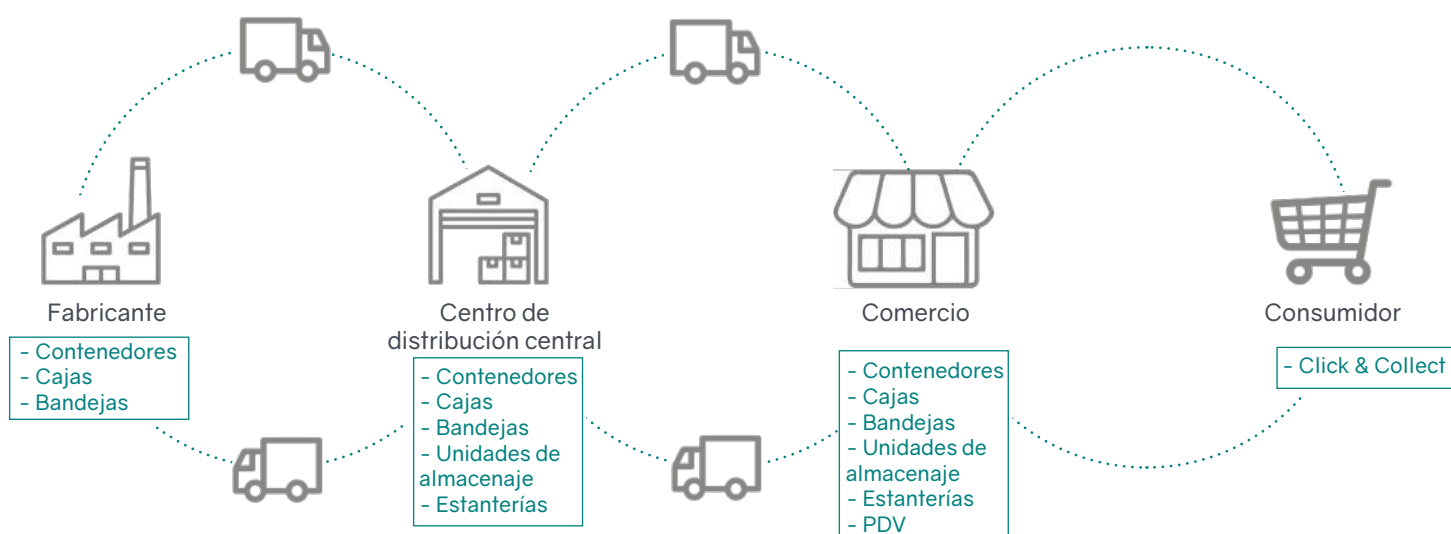 Fabricante
- Contenedores
- Cajas
- Bandejas
Centro de
distribución central
- Contenedores
- Cajas
- Bandejas
- Unidades de
almacenaje
- Estanterías
Comercio
- Contenedores
- Cajas
- Bandejas
- Unidades de
almacenaje
- Estanterías
- PDV
Consumidor
- Click & Collect